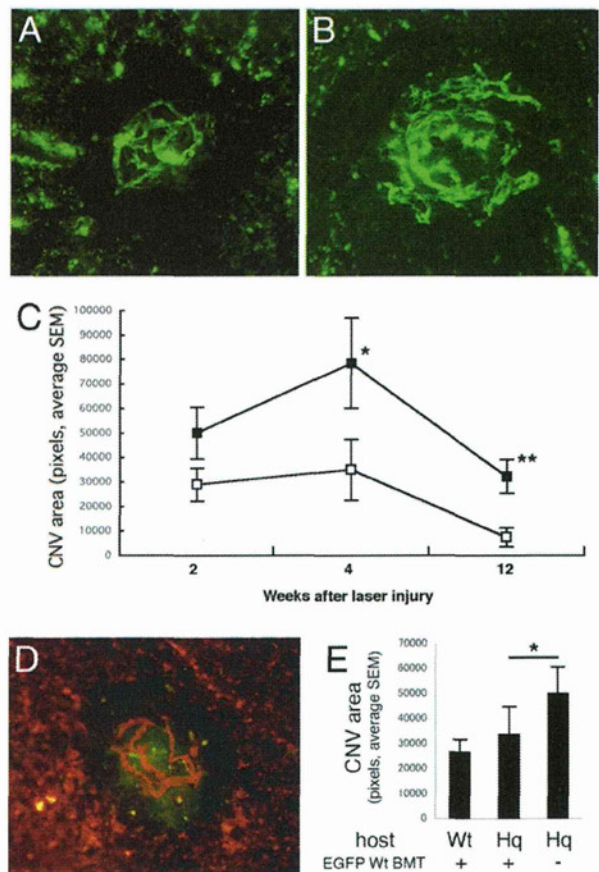 A
B
C
CNV area (pixels, average SEM)
100000
90000
80000
70000
60000
50000
40000
30000
20000
10000
0
*
**
2
4
12
Weeks after laser injury
D
E
CNV area
(pixels, average SEM)
70000
60000
50000
40000
30000
20000
10000
0
*
host Wt Hq Hq
EGFP Wt BMT + + -